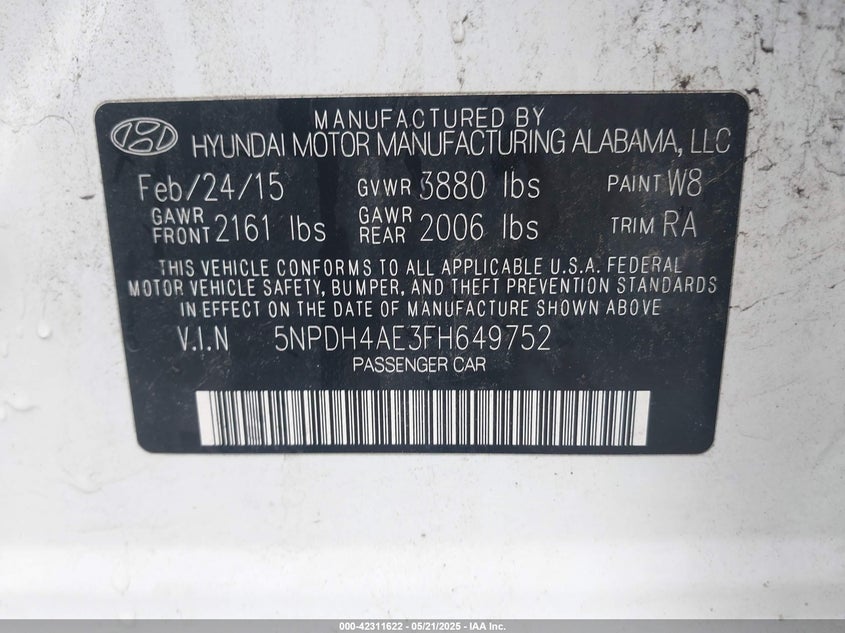 MANUFACTURED BY
HYUNDAI MOTOR MANUFACTURING ALABAMA, LLC
Feb/24/15 GVWR 3880 lbs PAINT W8
GAWR FRONT 2161 lbs GAWR REAR 2006 lbs TRIM RA
THIS VEHICLE CONFORMS TO ALL APPLICABLE U.S.A. FEDERAL
MOTOR VEHICLE SAFETY, BUMPER, AND THEFT PREVENTION STANDARDS
IN EFFECT ON THE DATE OF MANUFACTURE SHOWN ABOVE
V.I.N 5NPDH4AE3FH649752
PASSENGER CAR
000-42311622 - 05/21/2025 - IAA Inc.